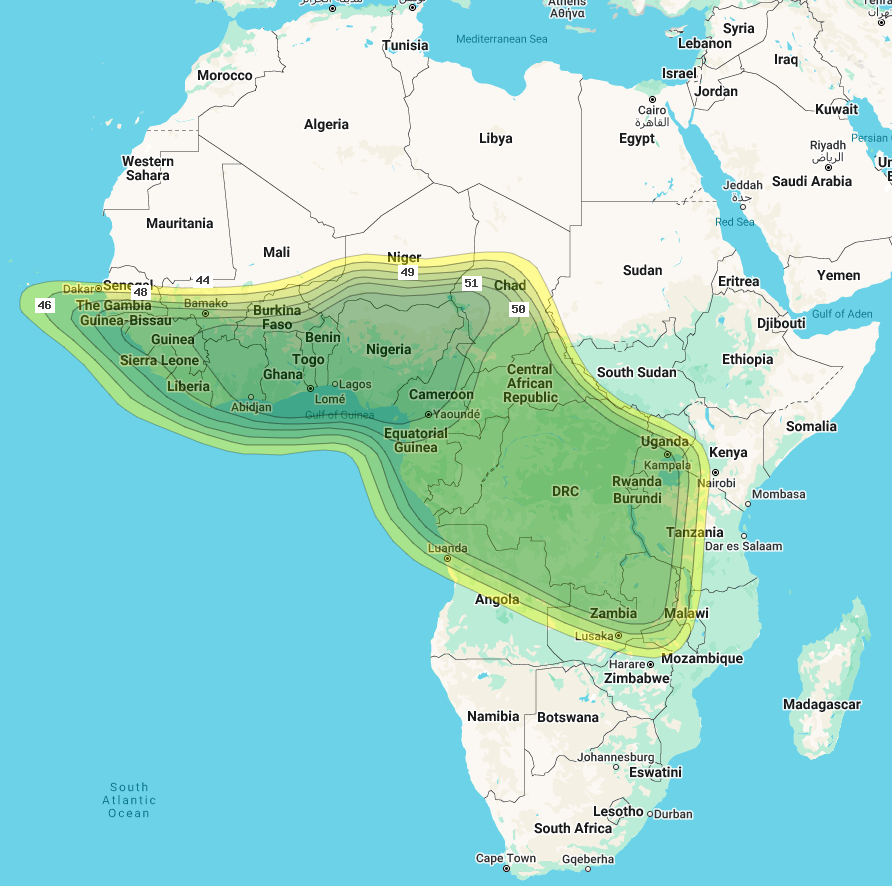 Athens
Αθήνα
Tunisia
Mediterranean Sea
Syria
Lebanon
Iraq
Morocco
Israel
Jordan
Cairo
القاهرة
Kuwait
Algeria
Libya
Egypt
Persian
Riyadh
الرياض
Western
Sahara
Jeddah
جدة
Saudi Arabia
Mauritania
Red Sea
Mali
Niger
49
Sudan
Yemen
44
51
Chad
Eritrea
Dakar
Senegal
48
46
The Gambia
Bamako
50
Gulf of Aden
Guinea-Bissau
Burkina
Faso
Djibouti
Guinea
Benin
Nigeria
Sierra Leone
Togo
Ethiopia
Ghana
Central
African
Republic
South Sudan
Liberia
Lagos
Abidjan
Lomé
Cameroon
Gulf of Guinea
Yaoundé
Somalia
Equatorial
Guinea
Uganda
Kenya
Kampala
DRC
Rwanda
Nairobi
Burundi
Mombasa
Tanzania
Luanda
Dar es Salaam
Angola
Zambia
Malawi
Lusaka
Harare
Mozambique
Zimbabwe
Madagascar
Namibia
Botswana
Johannesburg
Eswatini
South
Atlantic
Ocean
Lesotho
Durban
South Africa
Cape Town
Gqeberha